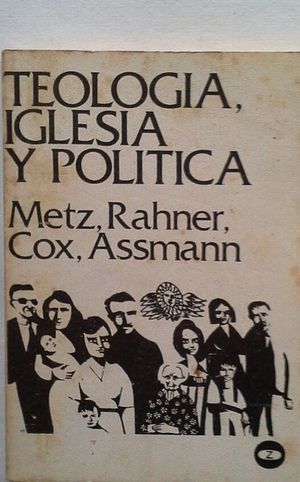 TEOLOGIA,
IGLESIA
Y POLITICA
Metz, Rahner,
Cox, Assmann
Z